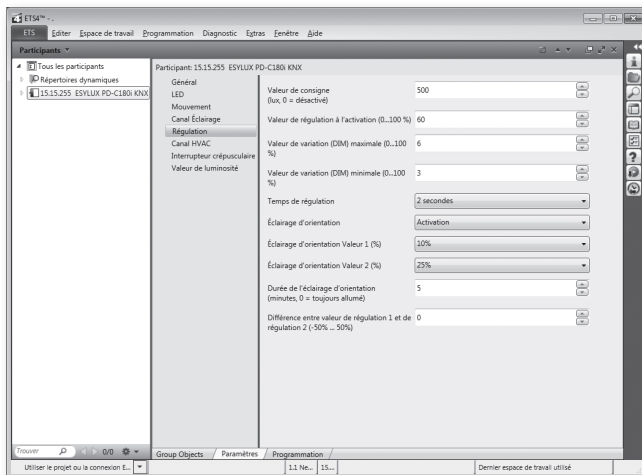 ETS4™ - .
ETS Editer Espace de travail Programmation Diagnostic Extras Fenêtre Aide
Participants
Tous les participants
Répertoires dynamiques
15.15.255 ESYLUX PD-C180i KNX
Participant: 15.15.255 ESYLUX PD-C180i KNX
Général
LED
Mouvement
Canal Éclairage
Régulation
Canal HVAC
Interrupteur crépusculaire
Valeur de luminosité
Valeur de consigne
(lux, 0 = désactivé)
500
Valeur de régulation à l'activation (0...100 %)
60
Valeur de variation (DIM) maximale (0...100
%)
6
Valeur de variation (DIM) minimale (0...100
%)
3
Temps de régulation
2 secondes
Éclairage d'orientation
Activation
Éclairage d'orientation Valeur 1 (%)
10%
Éclairage d'orientation Valeur 2 (%)
25%
Durée de l'éclairage d'orientation
(minutes, 0 = toujours allumé)
5
Différence entre valeur de régulation 1 et de
régulation 2 (-50% ... 50%)
0
Trouver 0/0
Group Objects Paramètres Programmation
Utiliser le projet ou la connexion E... 1.1 Ne... 15.... Dernier espace de travail utilisé